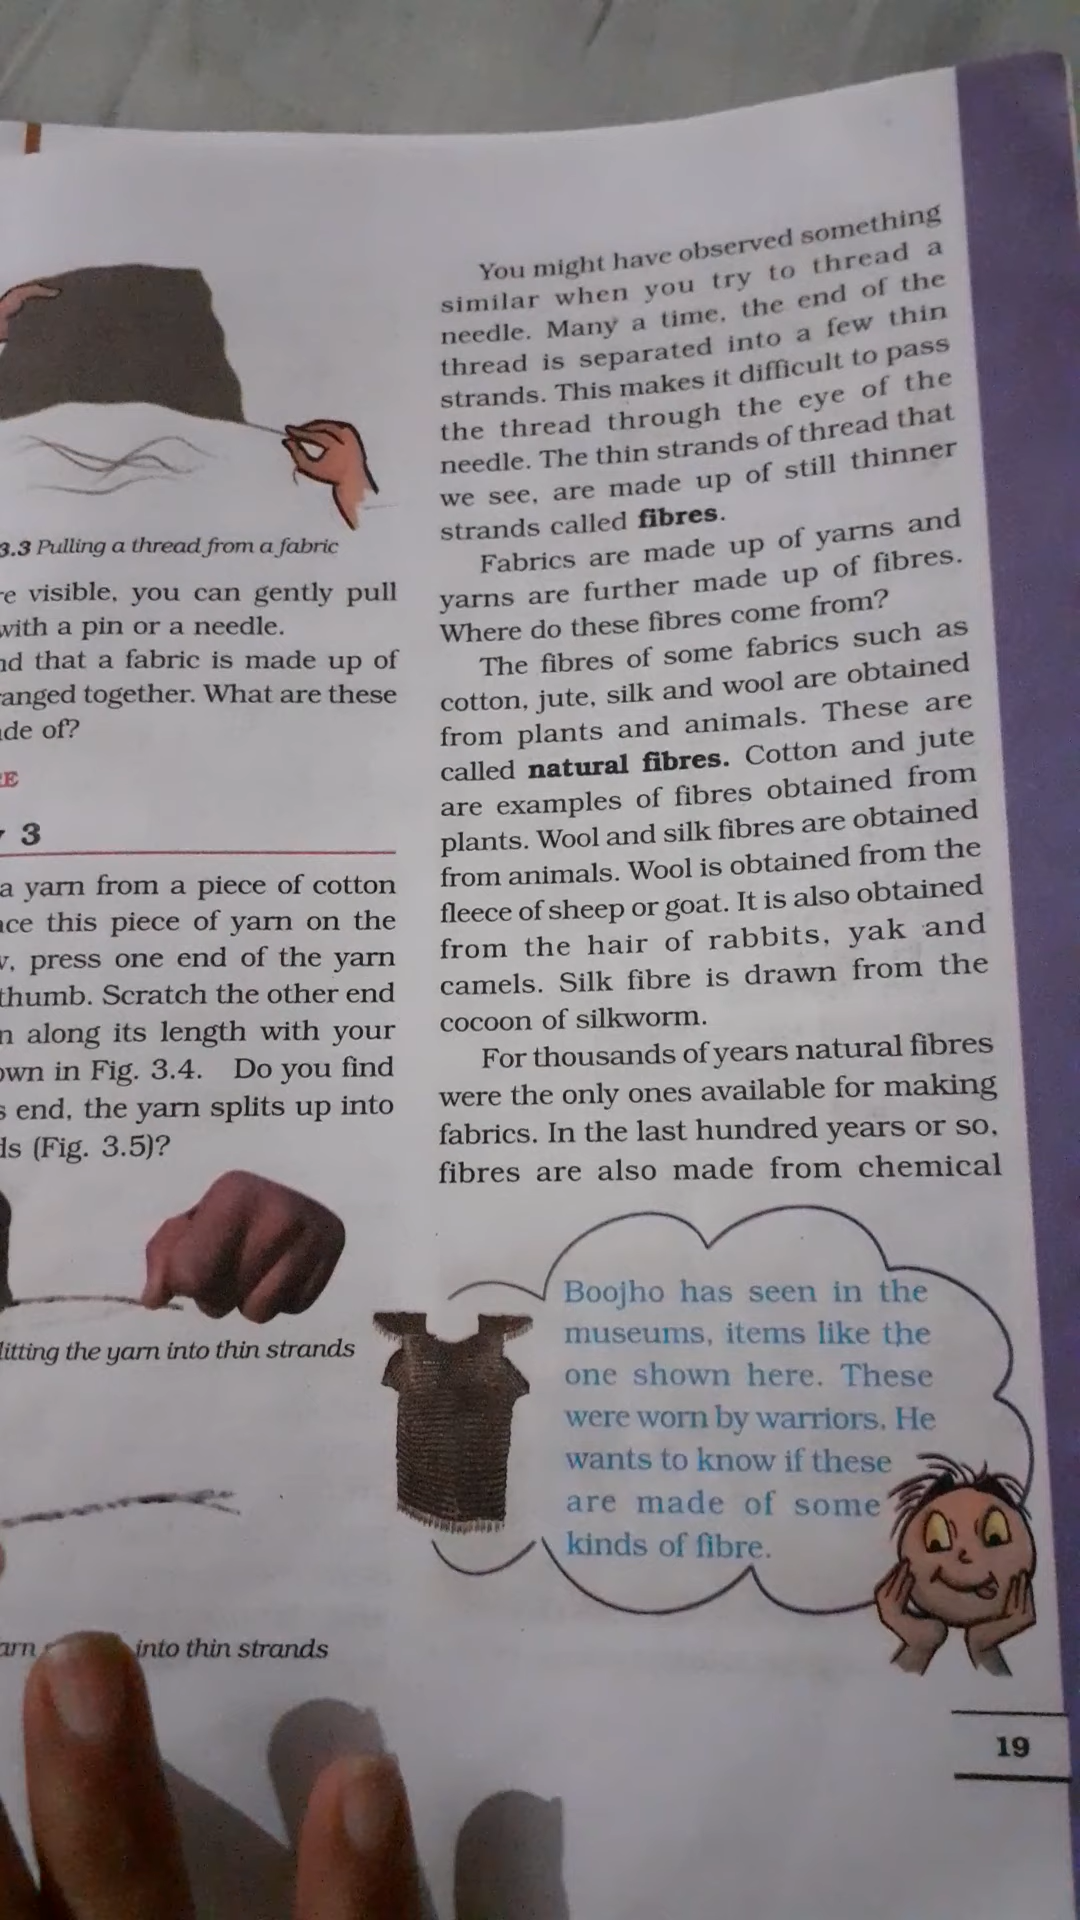 3.3 Pulling a thread from a fabric
visible, you can gently pull
with a pin or a needle.
that a fabric is made up of
together. What are these
of?
3
a yarn from a piece of cotton
this piece of yarn on the
press one end of the yarn
thumb. Scratch the other end
along its length with your
in Fig. 3.4. Do you find
end, the yarn splits up into
(Fig. 3.5)?
the yarn into thin strands
into thin strands
You might have observed something
similar when you try to thread a
needle. Many a time, the end of the
thread is separated into a few thin
strands. This makes it difficult to pass
the thread through the eye of the
needle. The thin strands of thread that
we see, are made up of still thinner
strands called fibres.
Fabrics are made up of yarns and
yarns are further made up of fibres.
Where do these fibres come from?
The fibres of some fabrics such as
cotton, jute, silk and wool are obtained
from plants and animals. These are
called natural fibres. Cotton and jute
are examples of fibres obtained from
plants. Wool and silk fibres are obtained
from animals. Wool is obtained from the
fleece of sheep or goat. It is also obtained
from the hair of rabbits, yak and
camels. Silk fibre is drawn from the
cocoon of silkworm.
For thousands of years natural fibres
were the only ones available for making
fabrics. In the last hundred years or so,
fibres are also made from chemical
Boojho has seen in the
museums, items like the
one shown here. These
were worn by warriors. He
wants to know if these
are made of some
kinds of fibre.
19